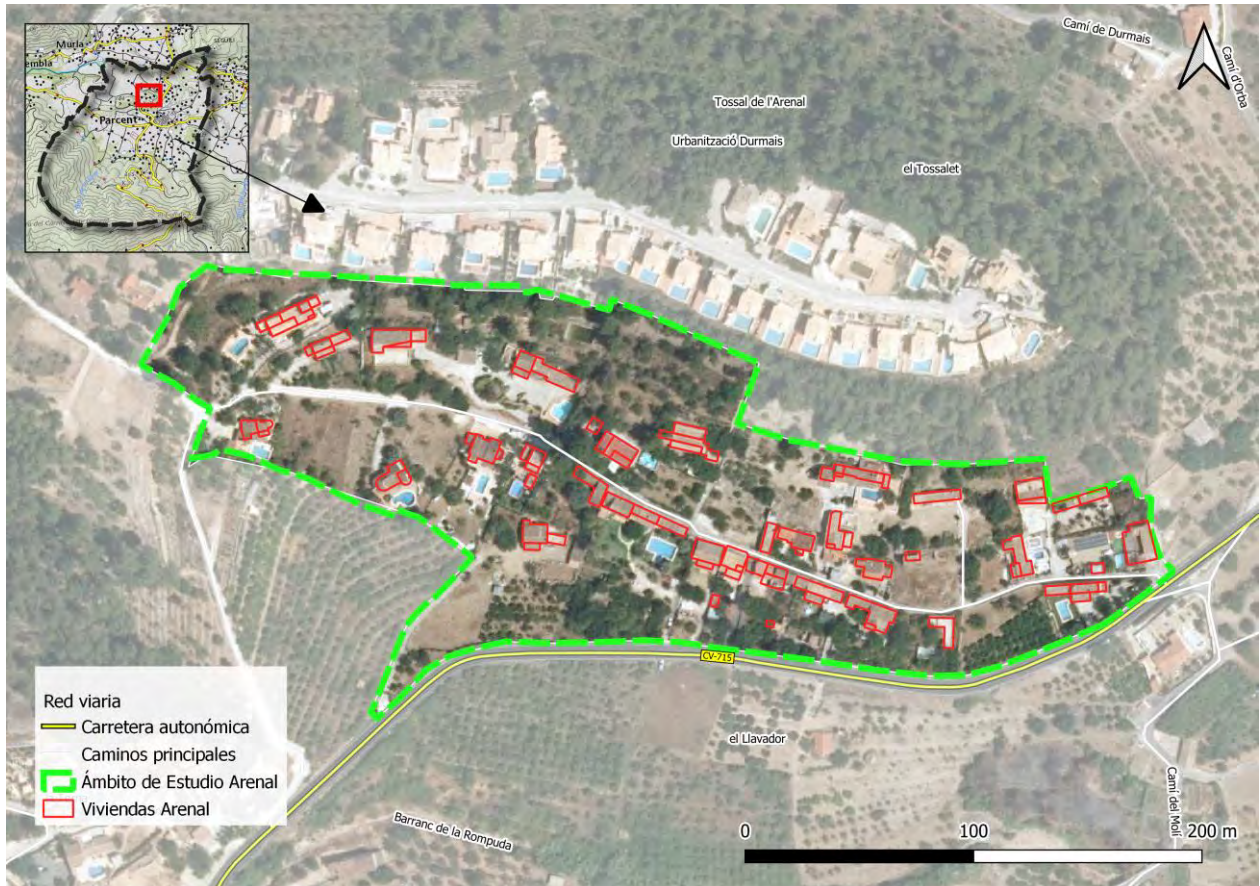 Murla
Parcent
Camí de Durmais
Camí d'Orba
Tossal de l'Arenal
Urbanització Durmais
el Tossalet
CV-715
el Llavador
Camí del Molí
Barranc de la Rompuda
Red viaria
Carretera autonómica
Caminos principales
Ámbito de Estudio Arenal
Viviendas Arenal
0 100 200 m